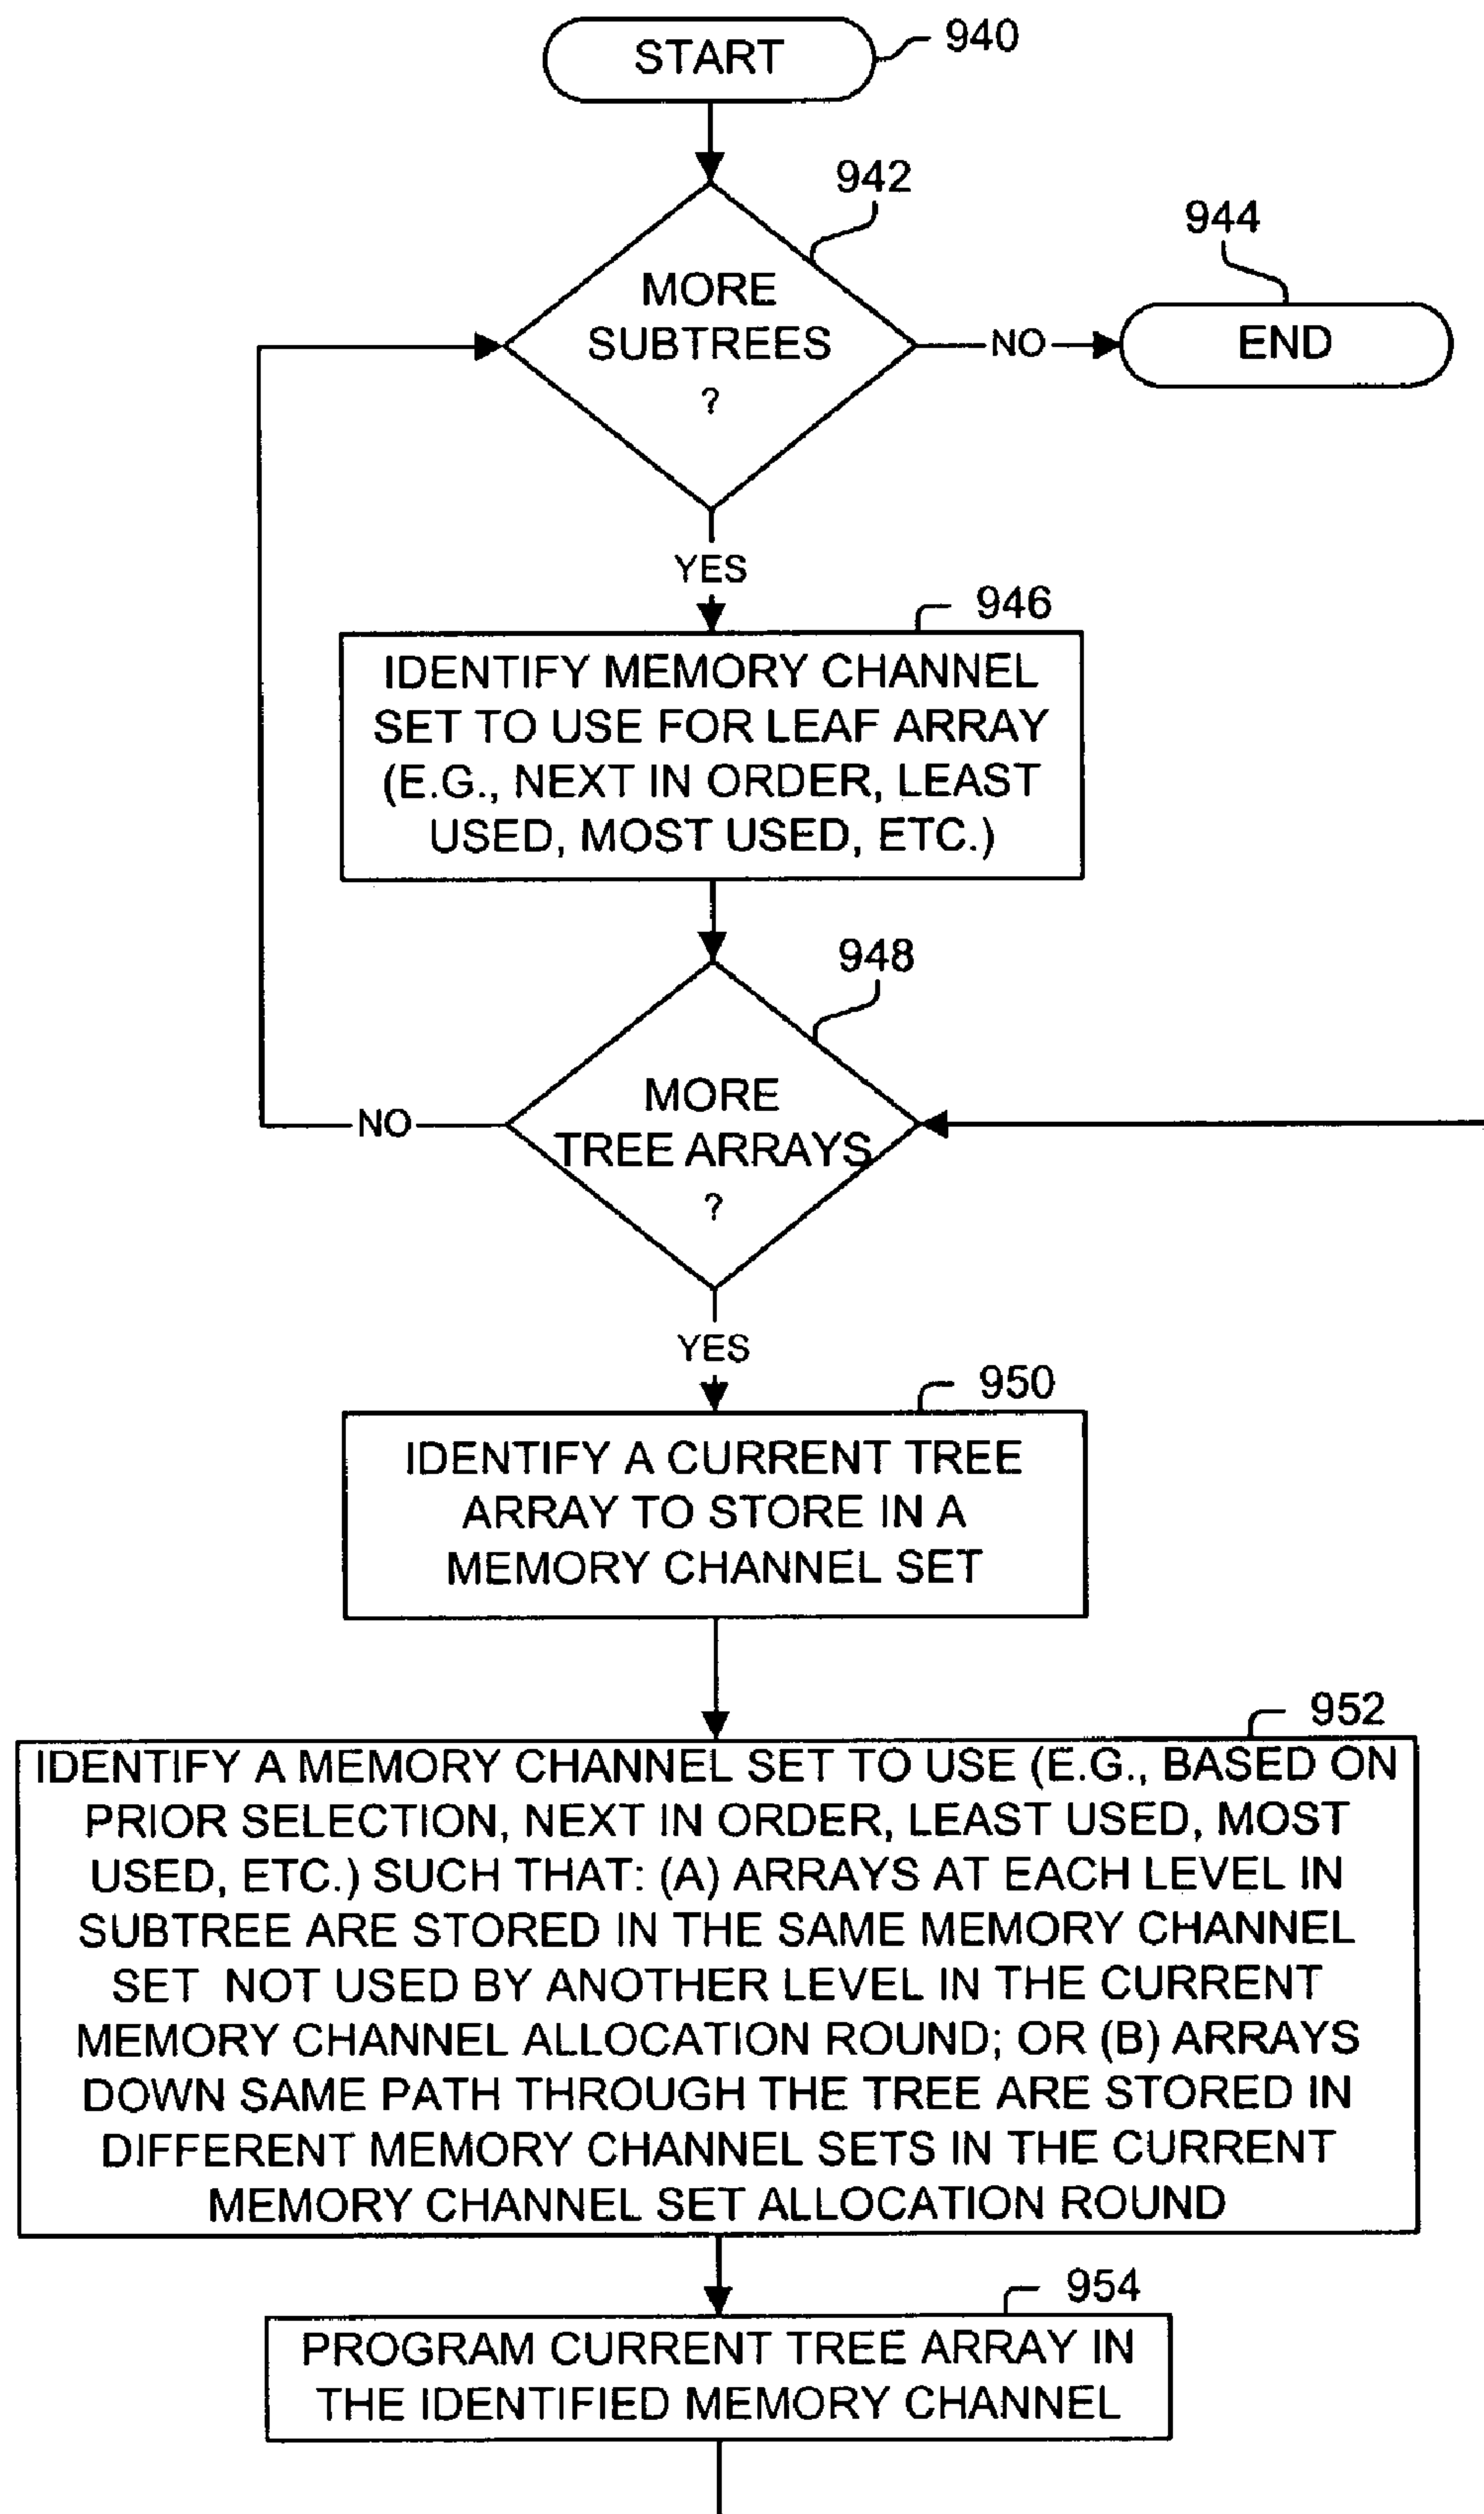 START
940
942
MORE
SUBTREES
?
NO
944
END
YES
946
IDENTIFY MEMORY CHANNEL
SET TO USE FOR LEAF ARRAY
(E.G., NEXT IN ORDER, LEAST
USED, MOST USED, ETC.)
948
MORE
TREE ARRAYS
?
NO
YES
950
IDENTIFY A CURRENT TREE
ARRAY TO STORE IN A
MEMORY CHANNEL SET
952
IDENTIFY A MEMORY CHANNEL SET TO USE (E.G., BASED ON
PRIOR SELECTION, NEXT IN ORDER, LEAST USED, MOST
USED, ETC.) SUCH THAT: (A) ARRAYS AT EACH LEVEL IN
SUBTREE ARE STORED IN THE SAME MEMORY CHANNEL
SET NOT USED BY ANOTHER LEVEL IN THE CURRENT
MEMORY CHANNEL ALLOCATION ROUND; OR (B) ARRAYS
DOWN SAME PATH THROUGH THE TREE ARE STORED IN
DIFFERENT MEMORY CHANNEL SETS IN THE CURRENT
MEMORY CHANNEL SET ALLOCATION ROUND
954
PROGRAM CURRENT TREE ARRAY IN
THE IDENTIFIED MEMORY CHANNEL